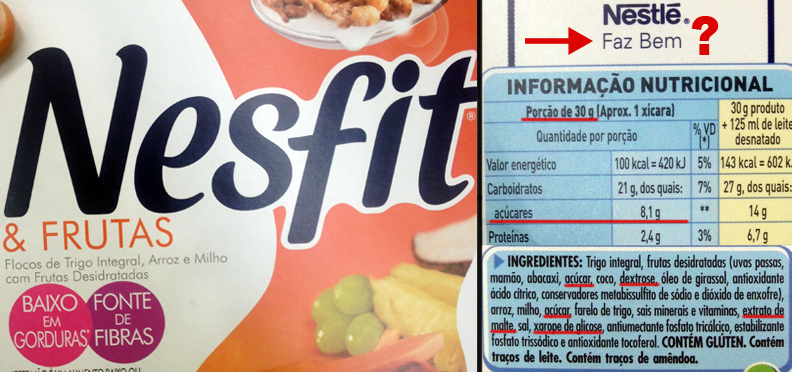 Nesfit®
& FRUTAS
Flocos de Trigo Integral, Arroz e Milho
com Frutas Desidratadas
BAIXO
EM
GORDURAS*
FONTE
DE
FIBRAS
Nestlé®
Faz Bem ?
INFORMAÇÃO NUTRICIONAL
Porção de 30 g (Aprox. 1 xícara)
Quantidade por porção
% VD (*)
30 g produto
+ 125 ml de leite
desnatado
Valor energético 100 kcal = 420 kJ 5% 143 kcal = 602 k
Carboidratos 21 g, dos quais: 7% 27 g, dos quais:
açúcares 8,1 g ** 14 g
Proteínas 2,4 g 3% 6,7 g
INGREDIENTES: Trigo integral, frutas desidratadas (uvas passas,
mamão, abacaxi, açúcar, coco, dextrose, óleo de girassol, antioxidante
ácido cítrico, conservadores metabissulfito de sódio e dióxido de enxofre),
arroz, milho, açúcar, farelo de trigo, sais minerais e vitaminas, extrato de
malte, sal, xarope de glicose, antiumectante fosfato tricálcico, estabilizante
fosfato trissódico e antioxidante tocoferol. CONTÉM GLÚTEN. Contém
traços de leite. Contém traços de amêndoa.